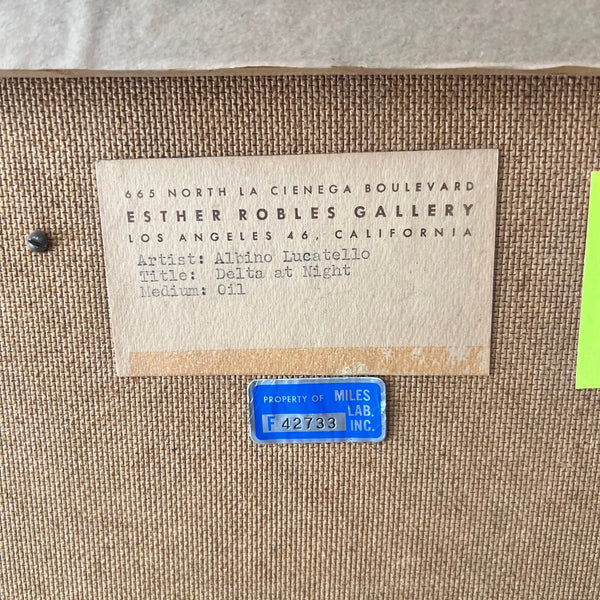 665 NORTH LA CIENEGA BOULEVARD
ESTHER ROBLES GALLERY
LOS ANGELES 46, CALIFORNIA
Artist: Albino Lucatello
Title: Delta at Night
Medium: Oil
PROPERTY OF MILES
LAB.
F 42733 INC.